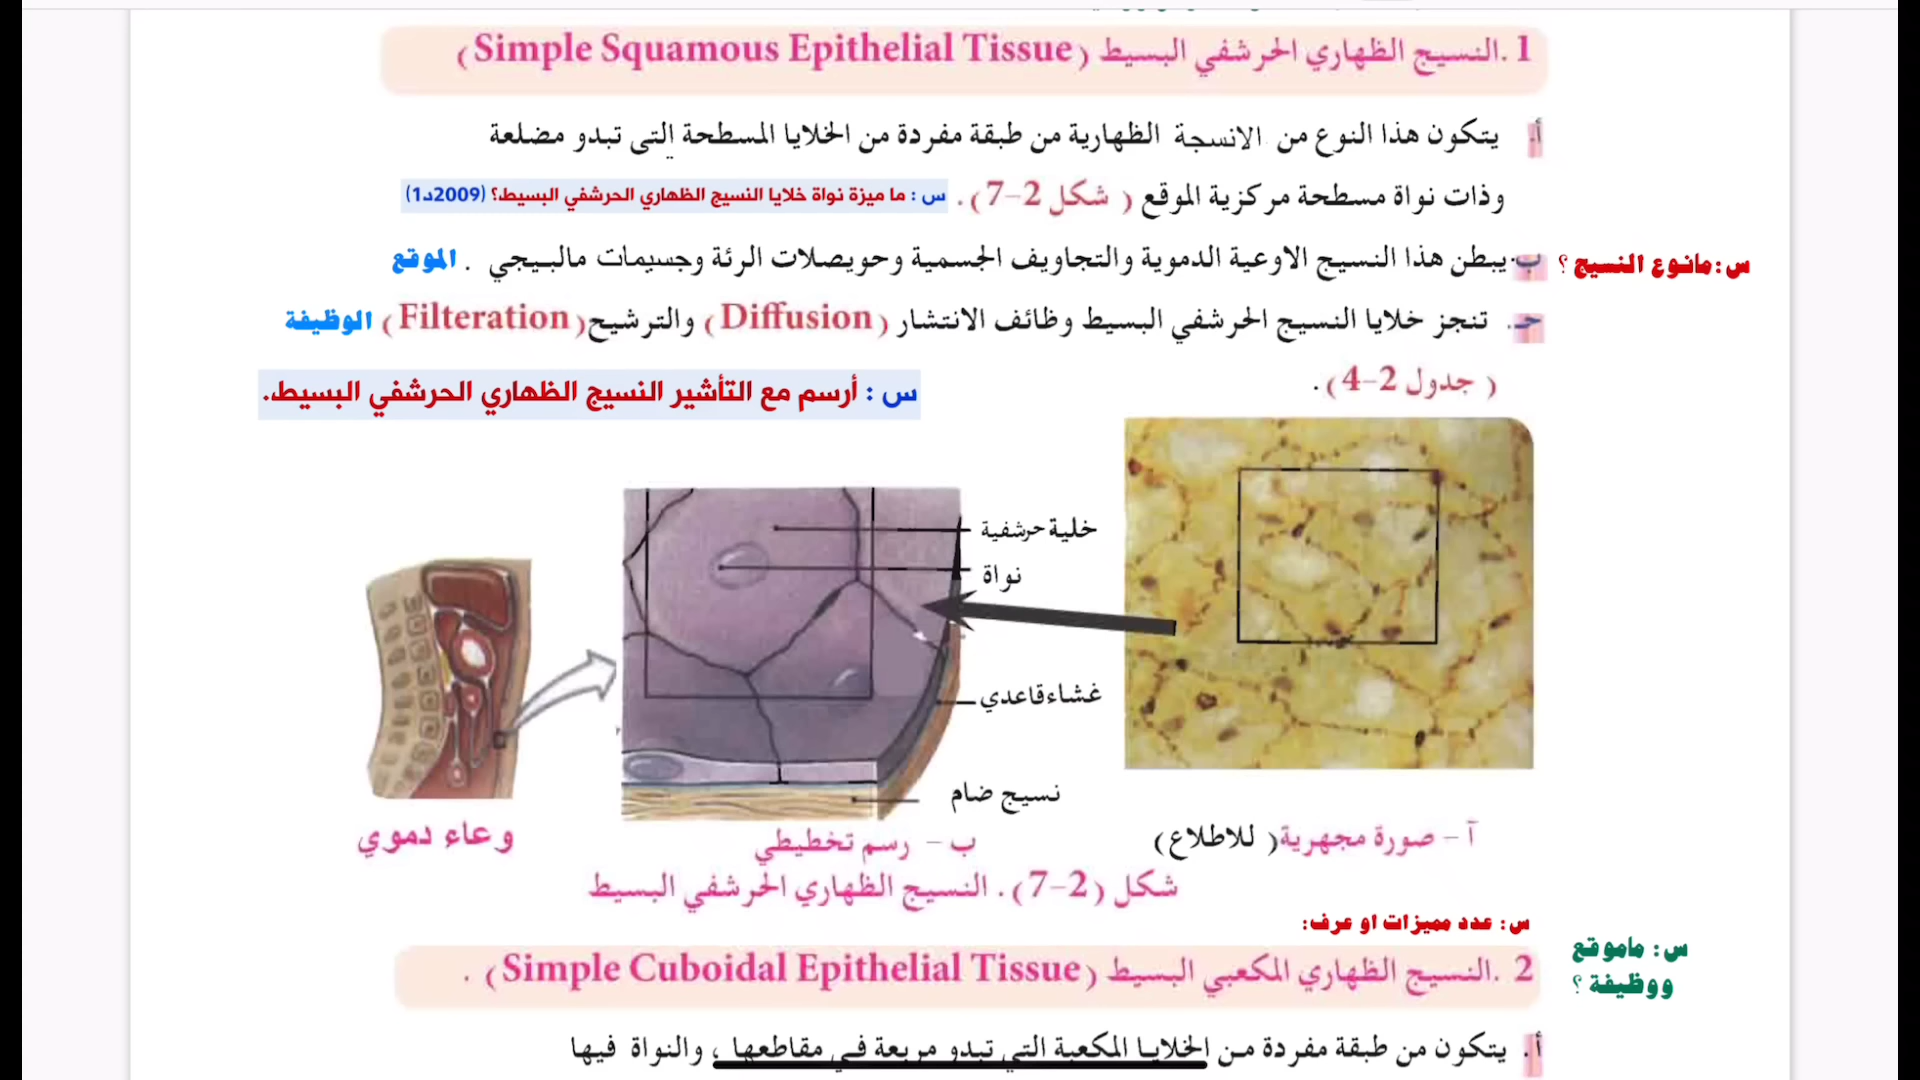 1 .النسيج الظهاري الحرشفي البسيط (Simple Squamous Epithelial Tissue)
أ. يتكون هذا النوع من الانسجة الظهارية من طبقة مفردة من الخلايا المسطحة التى تبدو مضلعة
وذات نواة مسطحة مركزية الموقع ( شكل 2-7). س : ما ميزة نواة خلايا النسيج الظهاري الحرشفي البسيط؟ (2009د1)
س:مانوع النسيج ؟
ب. يبطن هذا النسيج الاوعية الدموية والتجاويف الجسمية وحويصلات الرئة وجسيمات مالبيجي . الموقع
حـ. تنجز خلايا النسيج الحرشفي البسيط وظائف الانتشار (Diffusion) والترشيح(Filteration) الوظيفة
( جدول 2-4).
س : أرسم مع التأشير النسيج الظهاري الحرشفي البسيط.
خلية حرشفية
نواة
غشاء قاعدي
نسيج ضام
آ - صورة مجهرية( للاطلاع)
ب - رسم تخطيطي
وعاء دموي
شكل (2-7). النسيج الظهاري الحرشفي البسيط
س: عدد مميزات او عرف:
س: ماموقع
ووظيفة ؟
2 .النسيج الظهاري المكعبي البسيط (Simple Cuboidal Epithelial Tissue) .
أ. يتكون من طبقة مفردة من الخلايا المكعبة التي تبدو مربعة في مقاطعها ، والنواة فيها